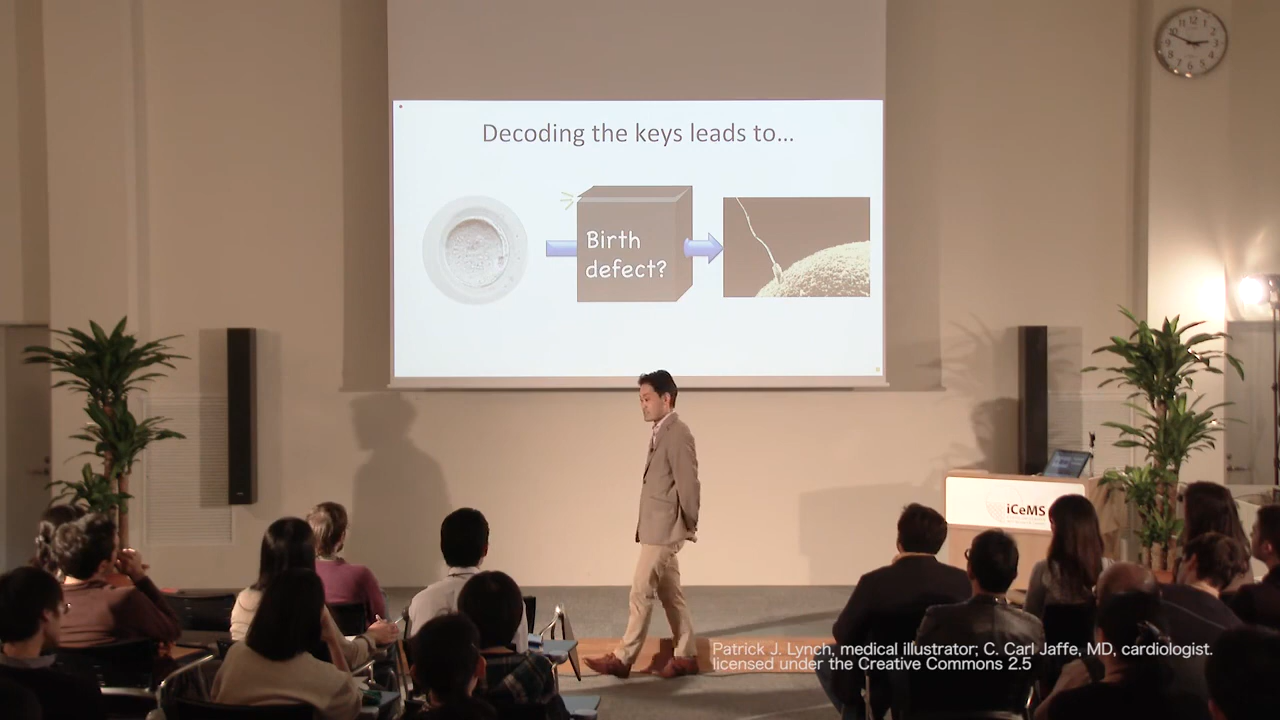 Decoding the keys leads to...
Birth
defect?
iCeMS
Patrick J. Lynch, medical illustrator; C. Carl Jaffe, MD, cardiologist.
licensed under the Creative Commons 2.5